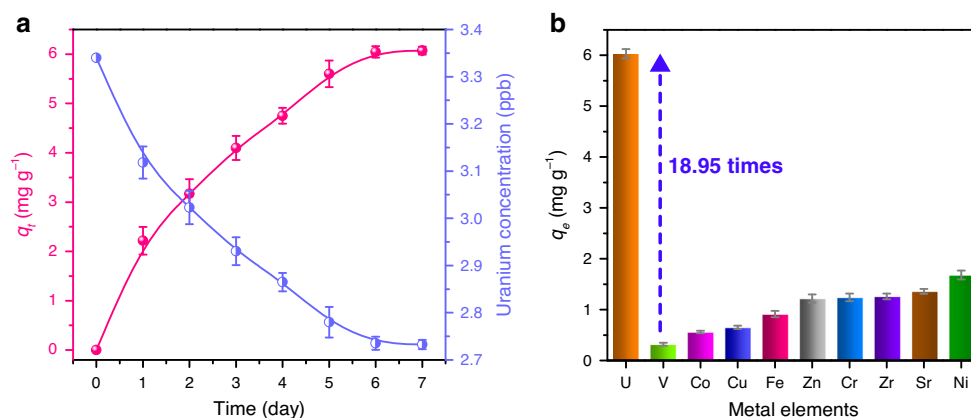 a
6
5
4
3
2
1
0
qt (mg g⁻¹)
3.4
3.3
3.2
3.1
3.0
2.9
2.8
2.7
Uranium concentration (ppb)
0 1 2 3 4 5 6 7
Time (day)
b
6
5
4
3
2
1
0
qe (mg g⁻¹)
18.95 times
U V Co Cu Fe Zn Cr Zr Sr Ni
Metal elements